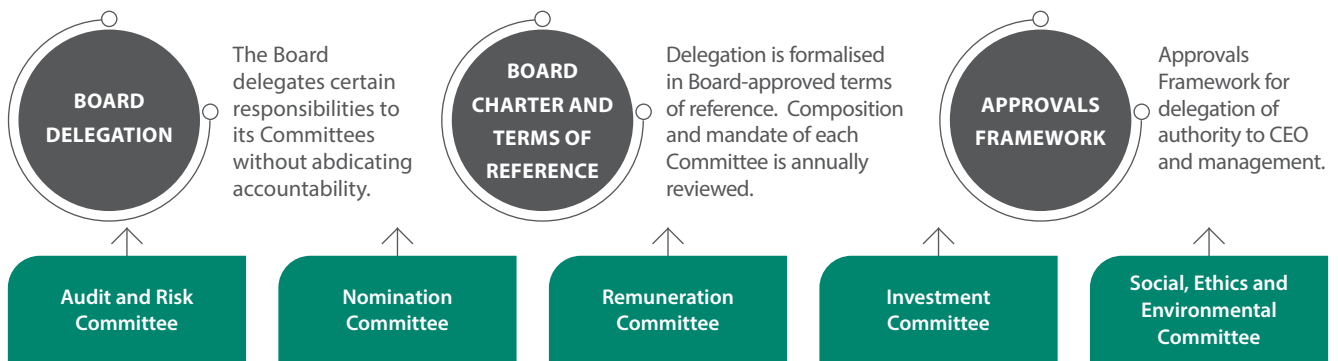 BOARD
DELEGATION
The Board
delegates certain
responsibilities to
its Committees
without abdicating
accountability.
BOARD
CHARTER AND
TERMS OF
REFERENCE
Delegation is formalised
in Board-approved terms
of reference. Composition
and mandate of each
Committee is annually
reviewed.
APPROVALS
FRAMEWORK
Approvals
Framework for
delegation of
authority to CEO
and management.
Audit and Risk
Committee
Nomination
Committee
Remuneration
Committee
Investment
Committee
Social, Ethics and
Environmental
Committee